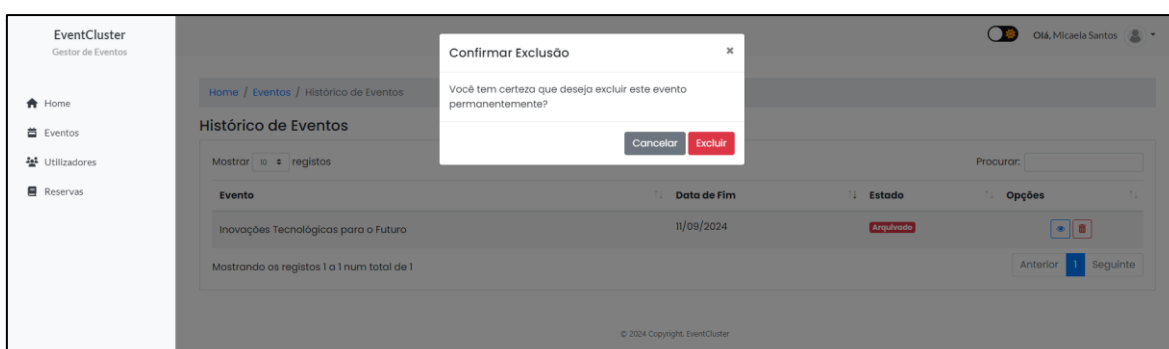 EventCluster
Gestor de Eventos
Home
Eventos
Utilizadores
Reservas
Olá, Micaela Santos
Confirmar Exclusão ×
Você tem certeza que deseja excluir este evento
permanentemente?
Cancelar Excluir
Home / Eventos / Histórico de Eventos
Histórico de Eventos
Mostrar 10 registos
Procurar:
Evento Data de Fim Estado Opções
Inovações Tecnológicas para o Futuro 11/09/2024 Arquivado
Mostrando os registos 1 a 1 num total de 1
Anterior 1 Seguinte
© 2024 Copyright. EventCluster